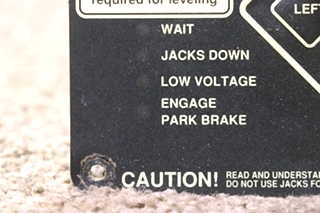 required for leveling
LEFT
WAIT
JACKS DOWN
LOW VOLTAGE
ENGAGE
PARK BRAKE
CAUTION!
READ AND UNDERSTA
DO NOT USE JACKS FO